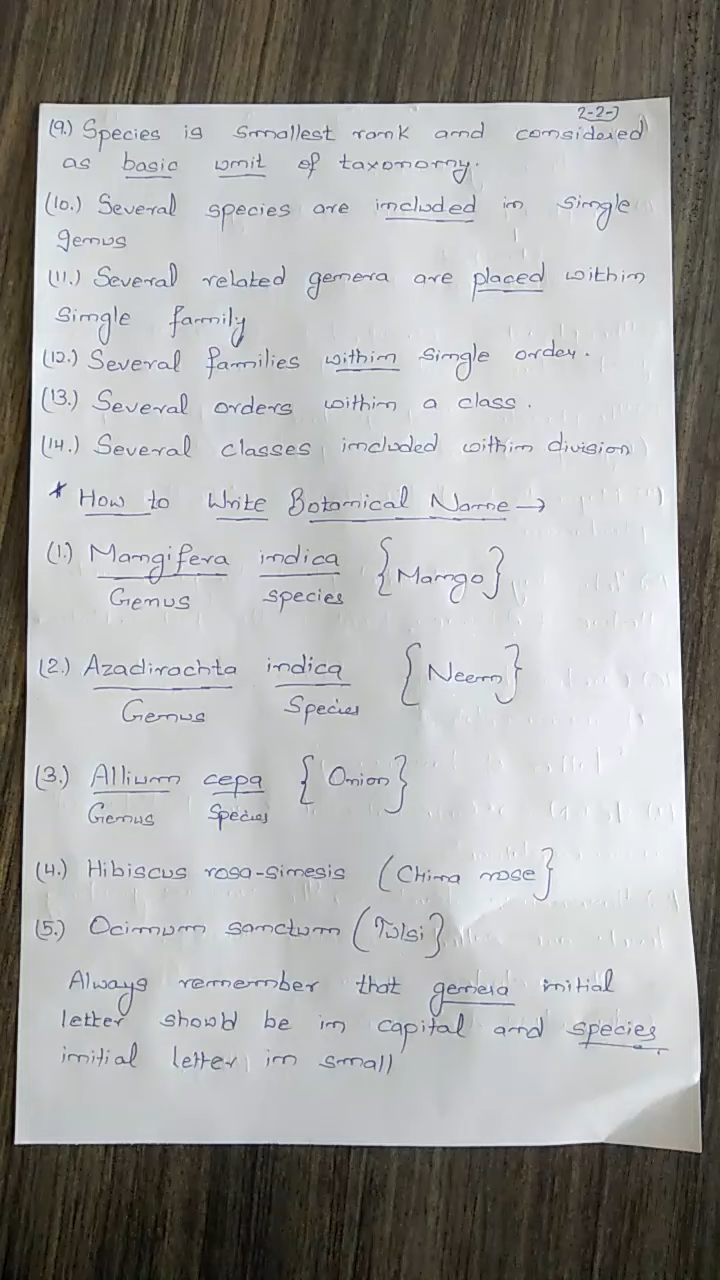 2-2-
(9.) Species is smallest rank and considered
as basic unit of taxonomy.
(10.) Several species are included in single
genus
(11.) Several related genera are placed within
single family
(12.) Several families within single order.
(13.) Several orders within a class.
(14.) Several classes included within division
* How to Write Botanical Name →
(1.) Mangifera indica {Mango}
Genus species
(2.) Azadirachta indica {Neem}
Genus Species
(3.) Allium cepa {Onion}
Genus Species
(4.) Hibiscus rosa-sinesis (China rose}
(5.) Ocimum sanctum (Tulsi}
Always remember that genera initial
letter should be in capital and species
initial letter in small